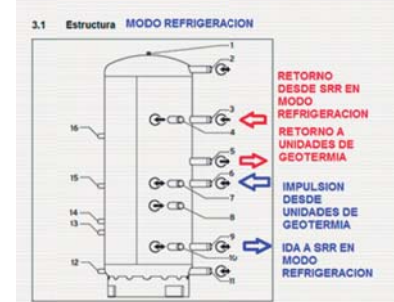 3.1 Estructura MODO REFRIGERACION
1
2
3
4
5
6
7
8
9
10
11
12
13
14
15
16
RETORNO
DESDE SRR EN
MODO
REFRIGERACION
RETORNO A
UNIDADES DE
GEOTERMIA
IMPULSION
DESDE
UNIDADES DE
GEOTERMIA
IDA A SRR EN
MODO
REFRIGERACION